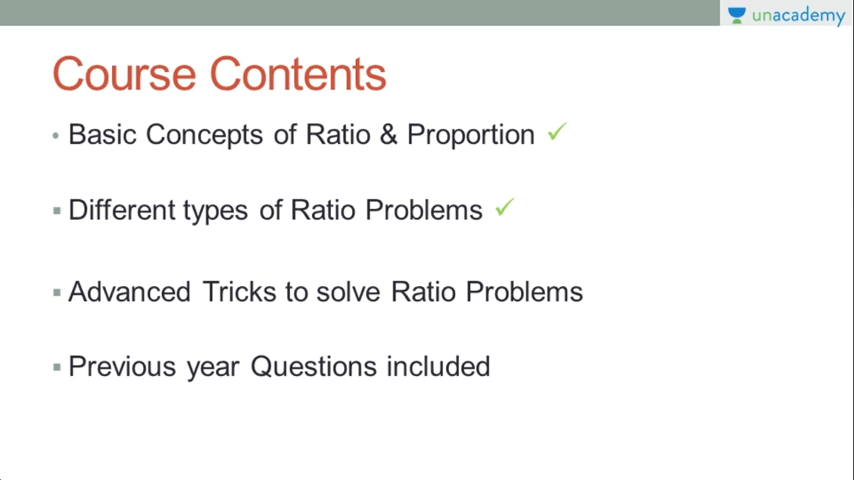 unacademy
Course Contents
• Basic Concepts of Ratio & Proportion ✓
▪ Different types of Ratio Problems ✓
▪ Advanced Tricks to solve Ratio Problems
▪ Previous year Questions included